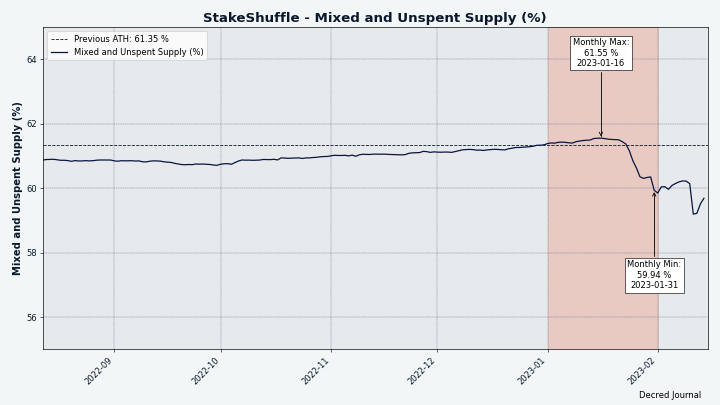 StakeShuffle - Mixed and Unspent Supply (%)
Previous ATH: 61.35 %
Mixed and Unspent Supply (%)
Monthly Max:
61.55 %
2023-01-16
Monthly Min:
59.94 %
2023-01-31
Mixed and Unspent Supply (%)
64
62
60
58
56
2022-09
2022-10
2022-11
2022-12
2023-01
2023-02
Decred Journal